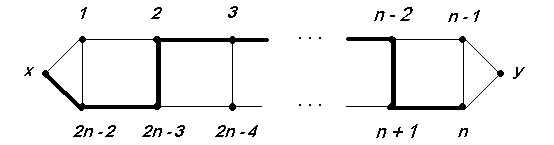 1 2 3 n - 2 n - 1
x . . . y
. . .
2n - 2 2n - 3 2n - 4 n + 1 n